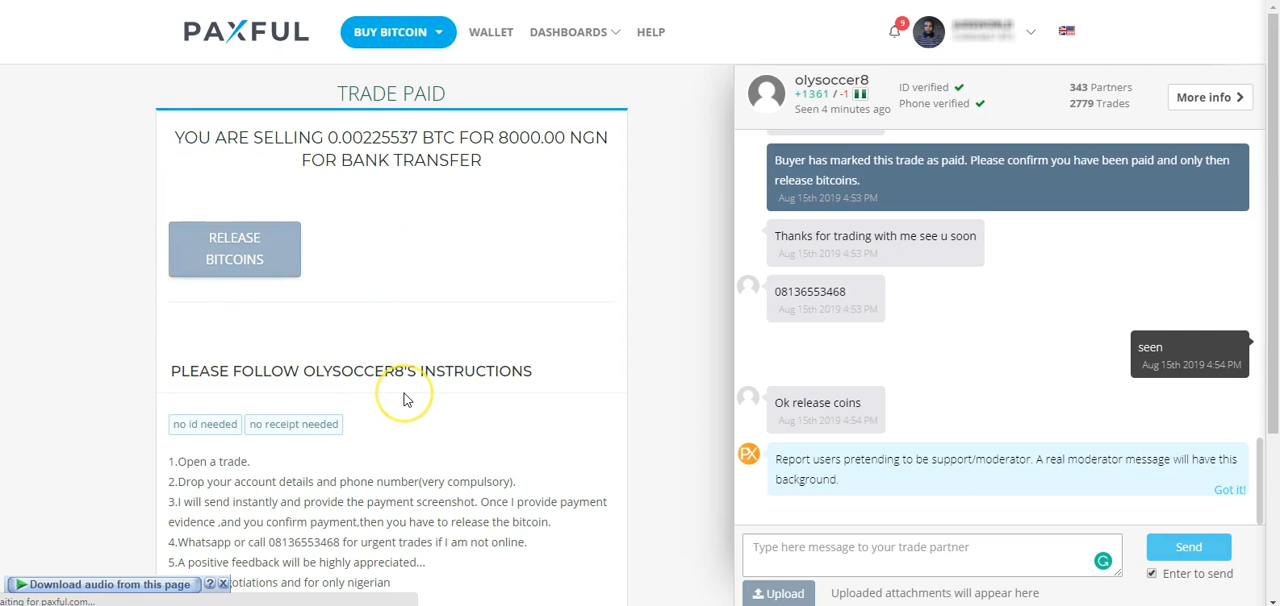 PAXFUL
BUY BITCOIN
WALLET
DASHBOARDS
HELP
9
TRADE PAID
YOU ARE SELLING 0.00225537 BTC FOR 8000.00 NGN
FOR BANK TRANSFER
RELEASE
BITCOINS
PLEASE FOLLOW OLYSOCCER8'S INSTRUCTIONS
no id needed no receipt needed
1.Open a trade.
2.Drop your account details and phone number(very compulsory).
3.I will send instantly and provide the payment screenshot. Once I provide payment
evidence ,and you confirm payment,then you have to release the bitcoin.
4.Whatsapp or call 08136553468 for urgent trades if I am not online.
5.A positive feedback will be highly appreciated...
and for only nigerian
Download audio from this page ?
aiting for paxful.com...
olysoccer8
+1361 / -1
Seen 4 minutes ago
ID verified
Phone verified
343 Partners
2779 Trades
More info
Buyer has marked this trade as paid. Please confirm you have been paid and only then
release bitcoins.
Aug 15th 2019 4:53 PM
Thanks for trading with me see u soon
Aug 15th 2019 4:53 PM
08136553468
Aug 15th 2019 4:53 PM
seen
Aug 15th 2019 4:54 PM
Ok release coins
Aug 15th 2019 4:54 PM
PX
Report users pretending to be support/moderator. A real moderator message will have this
background.
Got it!
Type here message to your trade partner
Send
Enter to send
Upload
Uploaded attachments will appear here